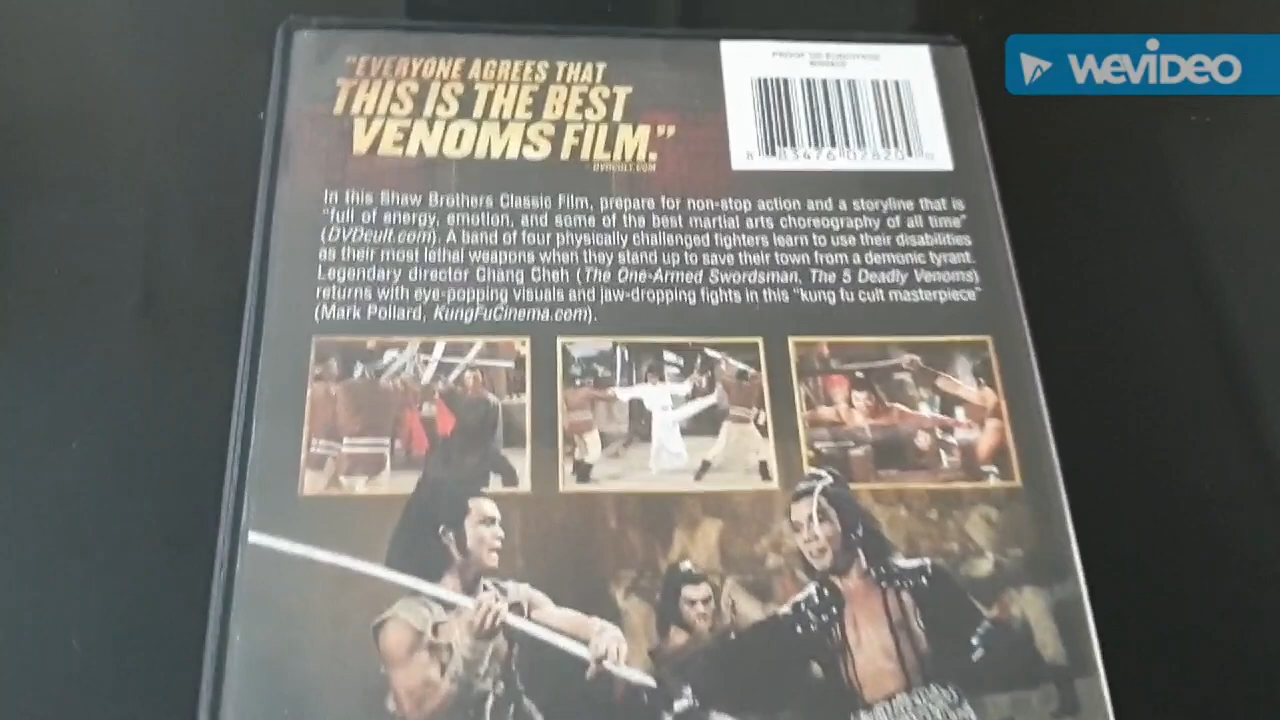 "EVERYONE AGREES THAT
THIS IS THE BEST
VENOMS FILM."
- DVDCULT.COM
PROOF OF PURCHASE
WEVIDEO
In this Shaw Brothers Classic Film, prepare for non-stop action and a storyline that is
"full of energy, emotion, and some of the best martial arts choreography of all time"
(DVDcult.com). A band of four physically challenged fighters learn to use their disabilities
as their most lethal weapons when they stand up to save their town from a demonic tyrant.
Legendary director Chang Cheh (The One-Armed Swordsman, The 5 Deadly Venoms)
returns with eye-popping visuals and jaw-dropping fights in this "kung fu cult masterpiece"
(Mark Pollard, KungFuCinema.com).